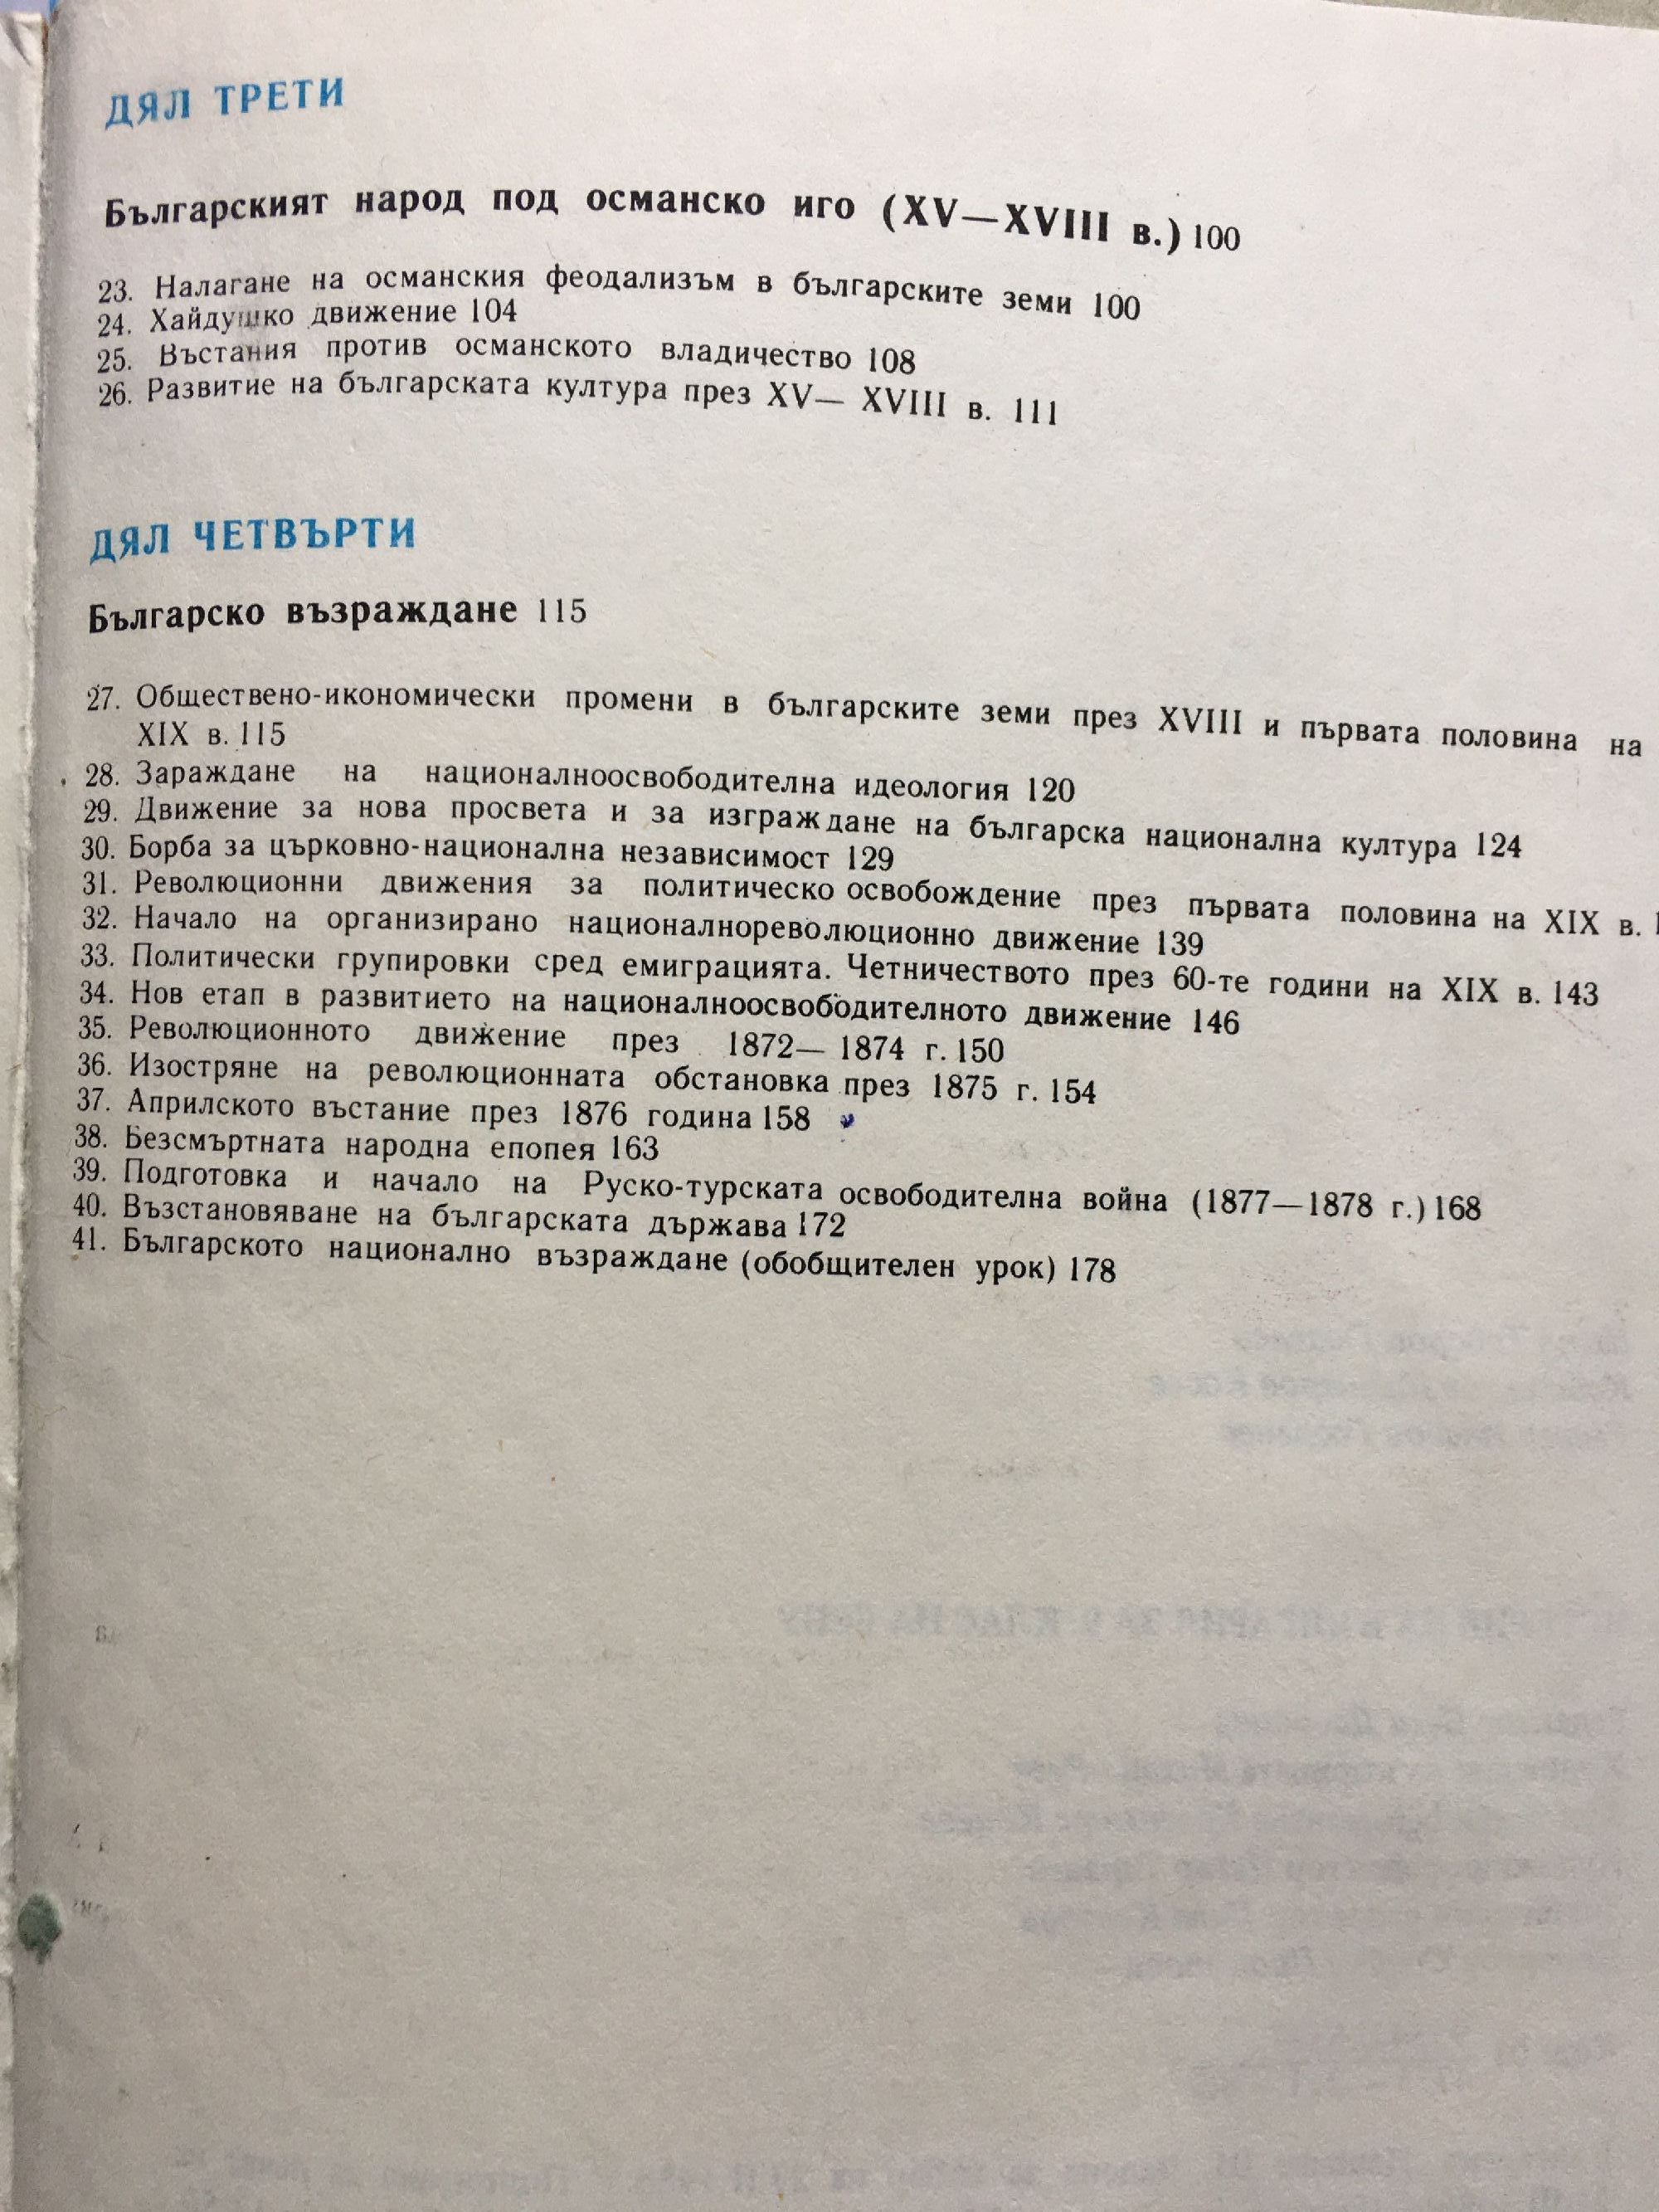 ДЯЛ ТРЕТИ
Българският народ под османско иго (XV—XVIII в.) 100
23. Налагане на османския феодализъм в българските земи 100
24. Хайдушко движение 104
25. Въстания против османското владичество 108
26. Развитие на българската култура през XV— XVIII в. 111
ДЯЛ ЧЕТВЪРТИ
Българско възраждане 115
27. Обществено-икономически промени в българските земи през XVIII и първата половина на
XIX в. 115
28. Зараждане на националноосвободителна идеология 120
29. Движение за нова просвета и за изграждане на българска национална култура 124
30. Борба за църковно-национална независимост 129
31. Революционни движения за политическо освобождение през първата половина на XIX в.
32. Начало на организирано националнореволюционно движение 139
33. Политически групировки сред емиграцията. Четничеството през 60-те години на XIX в. 143
34. Нов етап в развитието на националноосвободителното движение 146
35. Революционното движение през 1872— 1874 г. 150
36. Изостряне на революционната обстановка през 1875 г. 154
37. Априлското въстание през 1876 година 158
38. Безсмъртната народна епопея 163
39. Подготовка и начало на Руско-турската освободителна война (1877—1878 г.) 168
40. Възстановяване на българската държава 172
41. Българското национално възраждане (обобщителен урок) 178